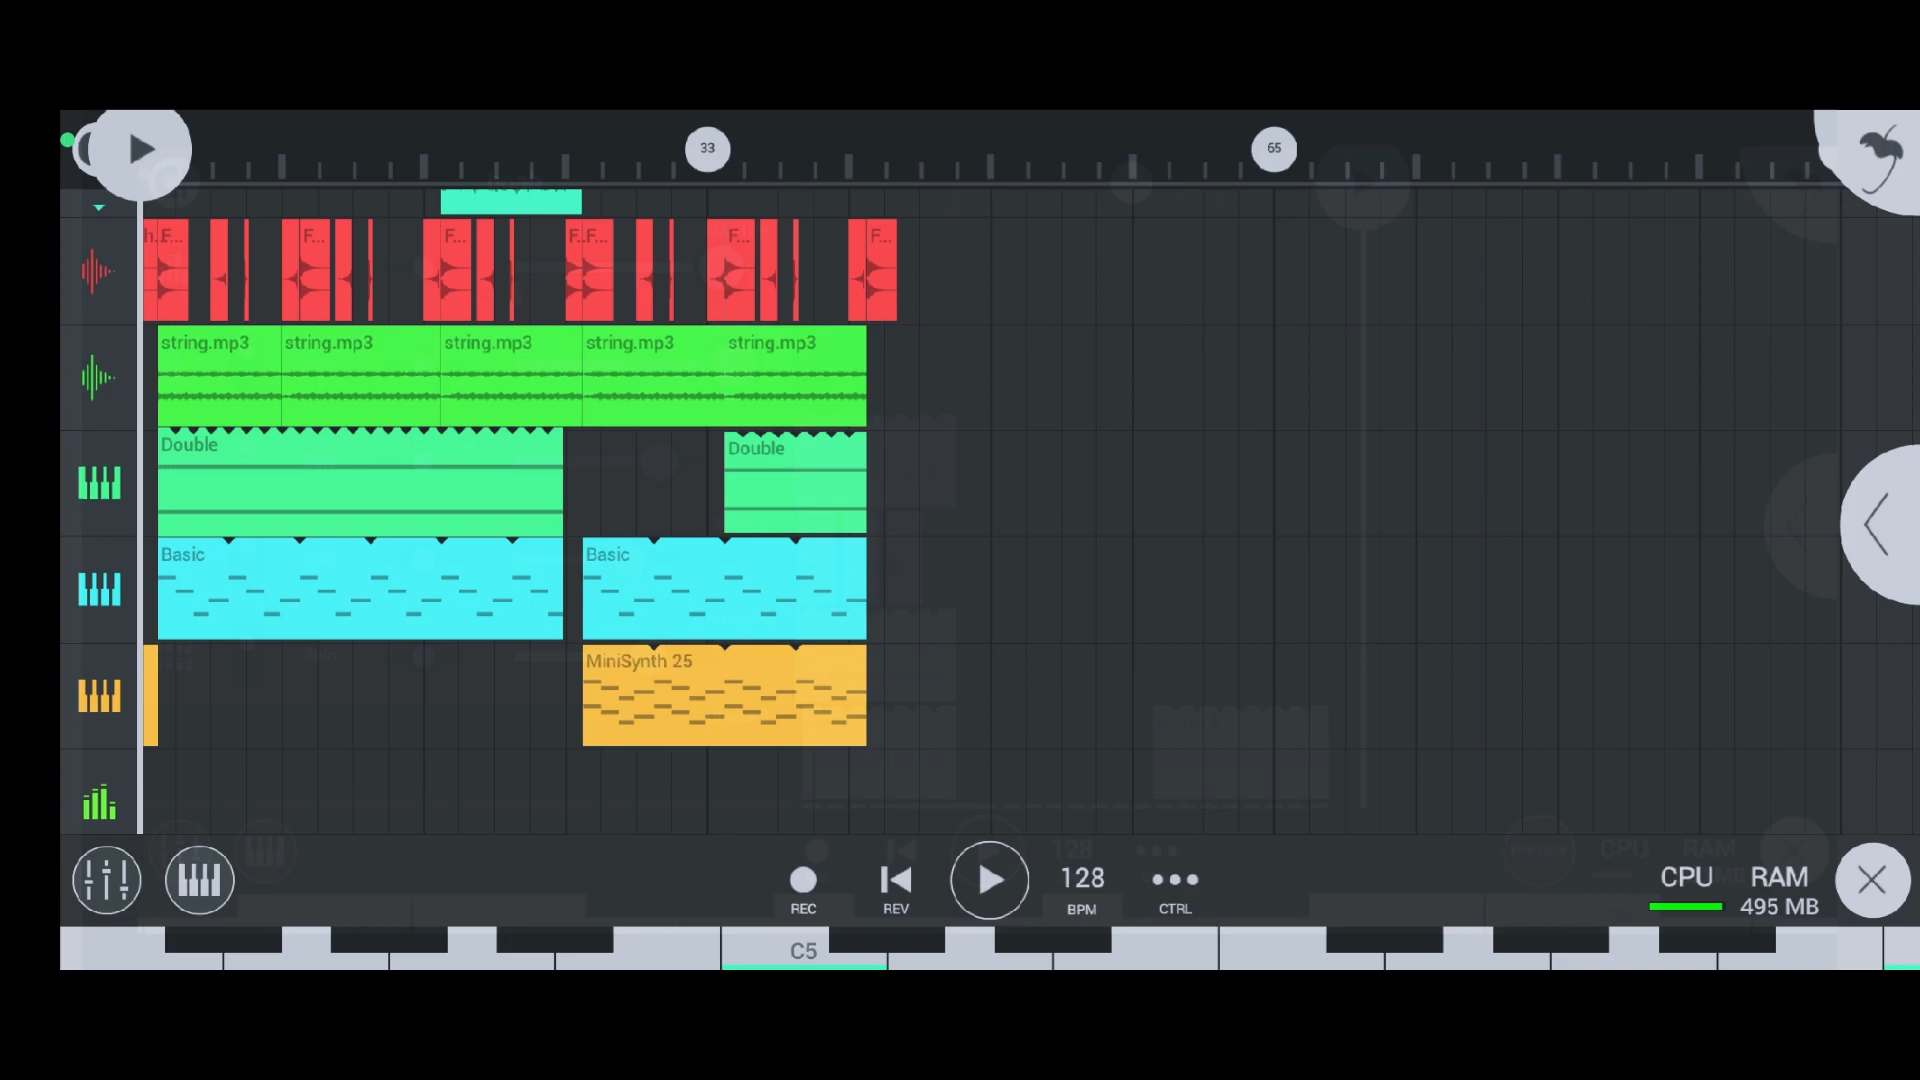 33
65
h. F... F... F... F.. F... F... F...
string.mp3 string.mp3 string.mp3 string.mp3 string.mp3
Double Double
Basic Basic
MiniSynth 25
128 CPU RAM
REC REV BPM CTRL 495 MB
C5